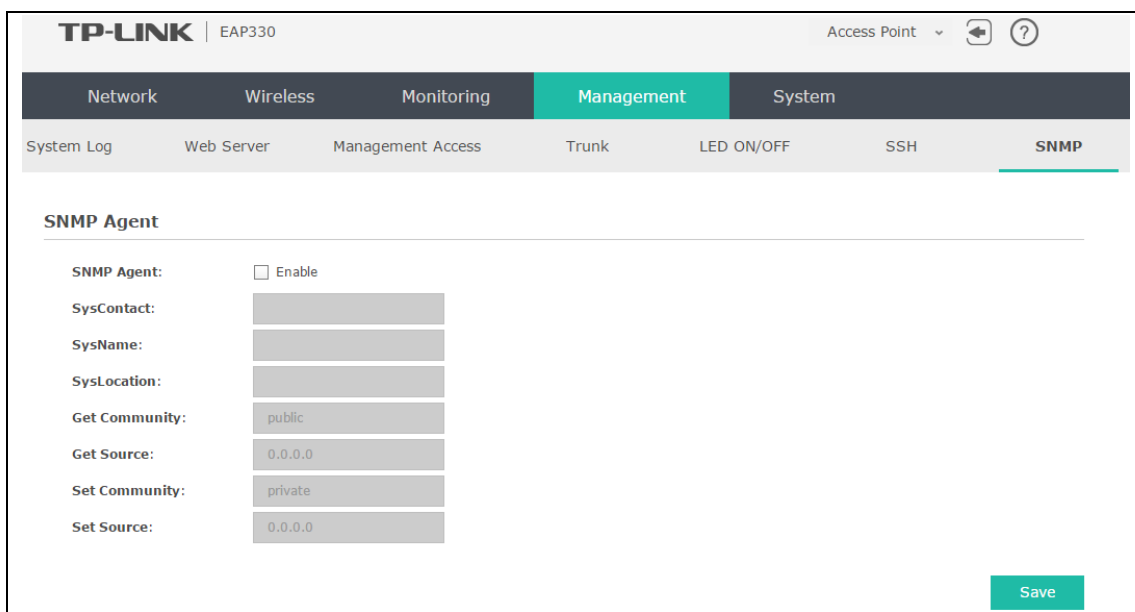 TP-LINK EAP330 Access Point
Network Wireless Monitoring Management System
System Log Web Server Management Access Trunk LED ON/OFF SSH SNMP
SNMP Agent
SNMP Agent: Enable
SysContact:
SysName:
SysLocation:
Get Community: public
Get Source: 0.0.0.0
Set Community: private
Set Source: 0.0.0.0
Save